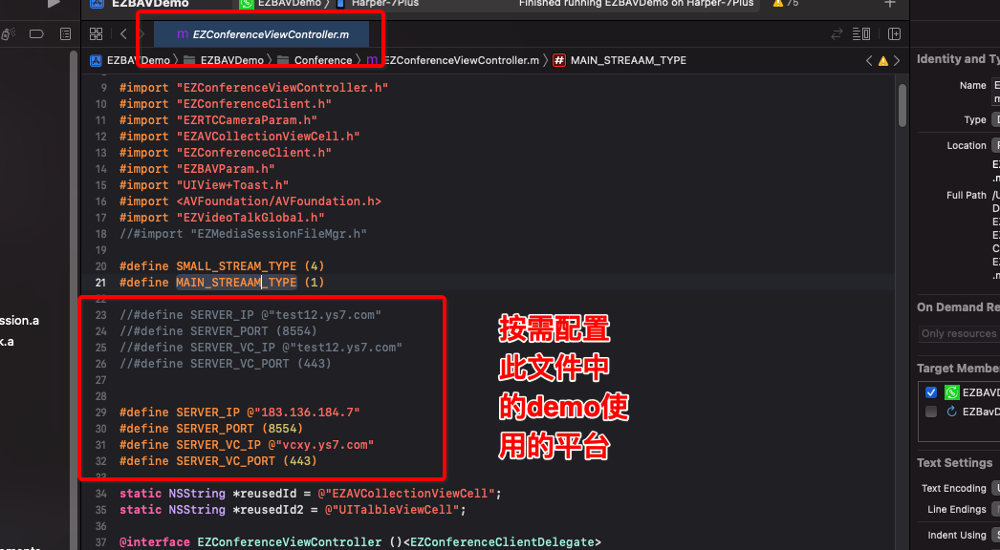 EZBAVDemo
EZBAVDemo 〉 Harper-7Plus
Finished running EZBAVDemo on Harper-7Plus
75
m EZConferenceViewController.m
EZBAVDemo 〉 EZBAVDemo 〉 Conference 〉 m EZConferenceViewController.m 〉 # MAIN_STREAAM_TYPE
9 #import "EZConferenceViewController.h"
10 #import "EZConferenceClient.h"
11 #import "EZRTCCameraParam.h"
12 #import "EZAVCollectionViewCell.h"
13 #import "EZConferenceClient.h"
14 #import "EZBAVParam.h"
15 #import "UIView+Toast.h"
16 #import <AVFoundation/AVFoundation.h>
17 #import "EZVideoTalkGlobal.h"
18 //#import "EZMediaSessionFileMgr.h"
19
20 #define SMALL_STREAM_TYPE (4)
21 #define MAIN_STREAAM_TYPE (1)
22
23 //#define SERVER_IP @"test12.ys7.com"
24 //#define SERVER_PORT (8554)
25 //#define SERVER_VC_IP @"test12.ys7.com"
26 //#define SERVER_VC_PORT (443)
27
28
29 #define SERVER_IP @"183.136.184.7"
30 #define SERVER_PORT (8554)
31 #define SERVER_VC_IP @"vcxy.ys7.com"
32 #define SERVER_VC_PORT (443)
33
34 static NSString *reusedId = @"EZAVCollectionViewCell";
35 static NSString *reusedId2 = @"UITalbleViewCell";
36
37 @interface EZConferenceViewController ()<EZConferenceClientDelegate>
按需配置
此文件中
的demo使
用的平台
ssion.a
k.a
Identity and Ty
Name E
m
Type
Location
E
.m
Full Path /U
D
E
E
C
E
.m
On Demand Re
Only resources
Target Membe
EZBAVD
EZBavD
Text Settings
Text Encoding
Line Endings
Indent Using